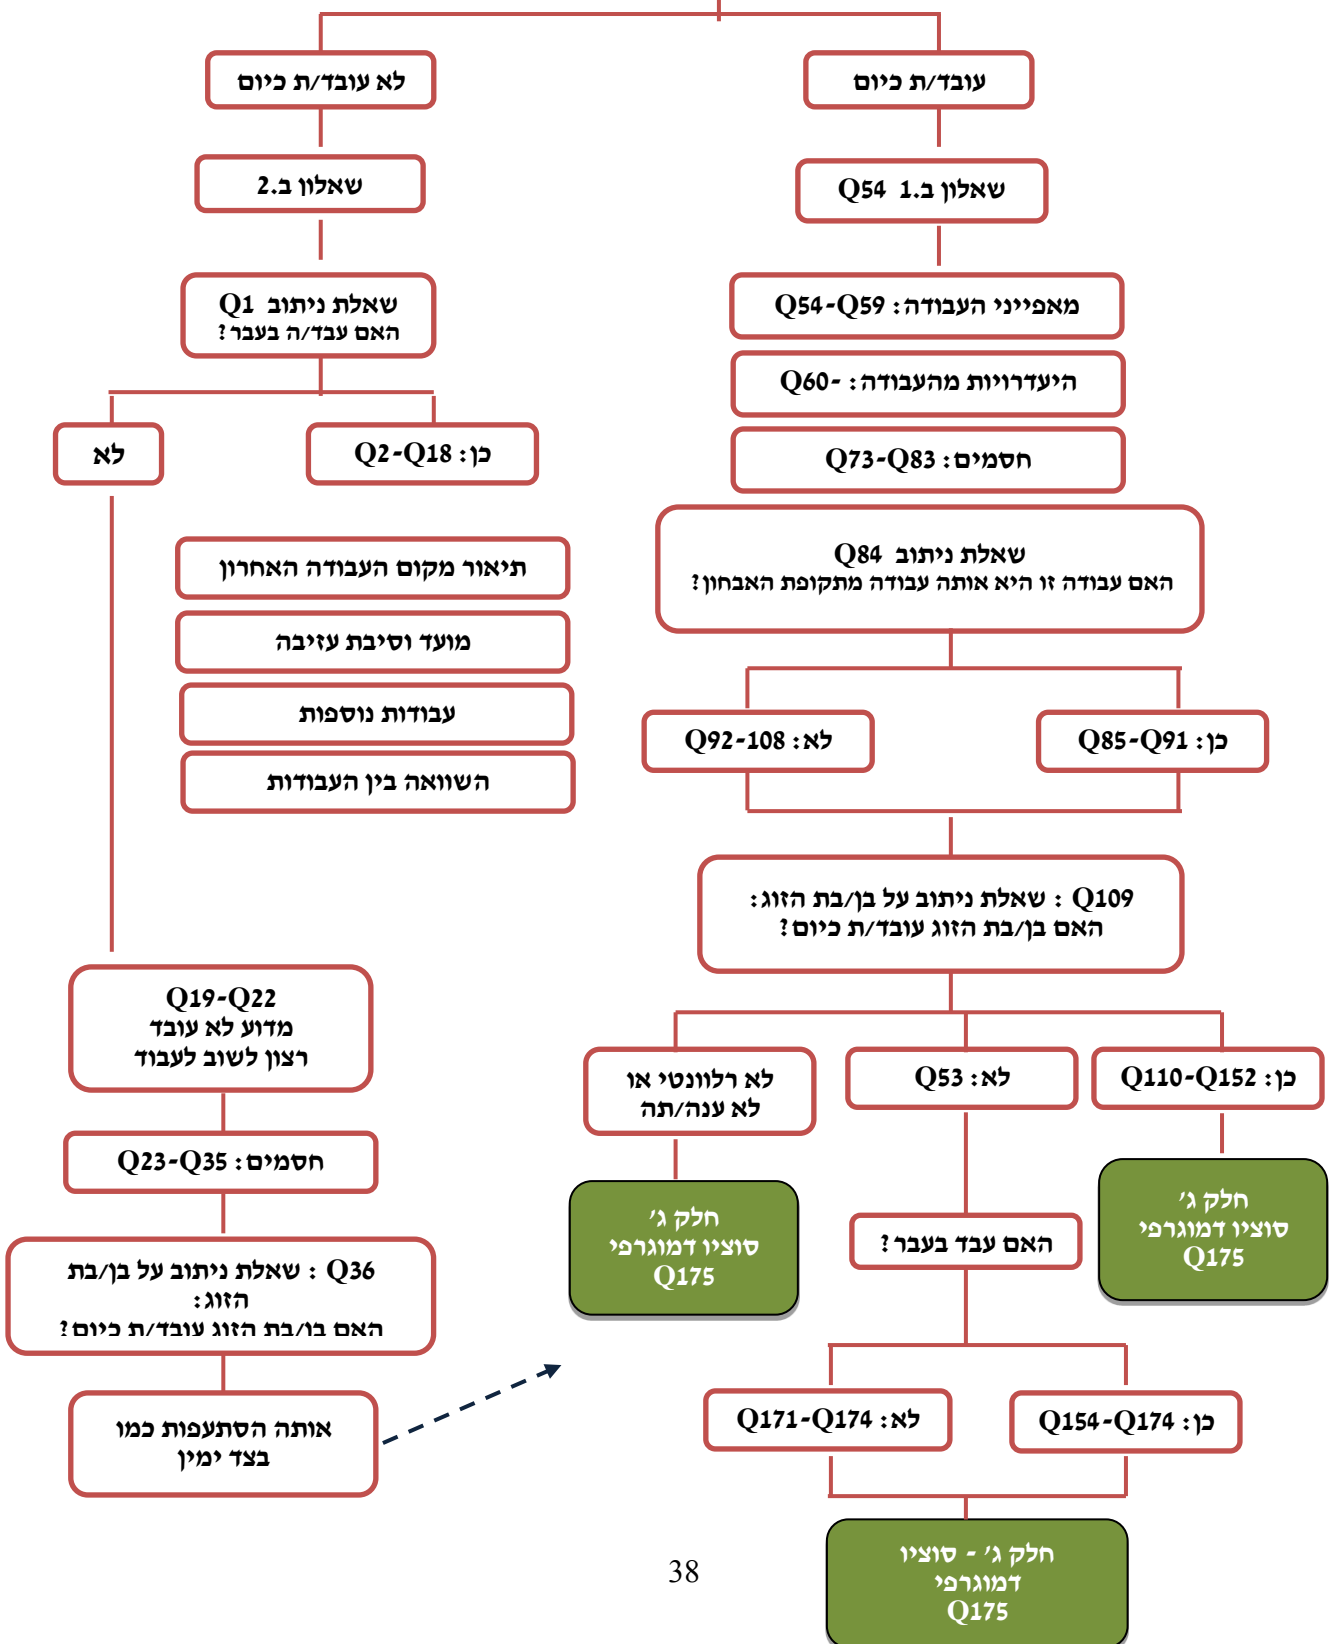 עובד/ת כיום
לא עובד/ת כיום
שאלון ב.1 Q54
שאלון ב.2
מאפייני העבודה: Q54-Q59
היעדרויות מהעבודה: Q60-
חסמים: Q73-Q83
שאלת ניתוב Q84
האם עבודה זו היא אותה עבודה מתקופת האבחון?
כן: Q85-Q91
לא: Q92-108
Q109 : שאלת ניתוב על בן/בת הזוג:
האם בן/בת הזוג עובד/ת כיום?
כן: Q110-Q152
לא: Q53
לא רלוונטי או
לא ענה/תה
חלק ג'
סוציו דמוגרפי
Q175
האם עבד בעבר?
חלק ג'
סוציו דמוגרפי
Q175
כן: Q154-Q174
לא: Q171-Q174
חלק ג' - סוציו
דמוגרפי
Q175
שאלת ניתוב Q1
האם עבד/ה בעבר?
כן: Q2-Q18
לא
תיאור מקום העבודה האחרון
מועד וסיבת עזיבה
עבודות נוספות
השוואה בין העבודות
Q19-Q22
מדוע לא עובד
רצון לשוב לעבוד
חסמים: Q23-Q35
Q36 : שאלת ניתוב על בן/בת
הזוג:
האם בן/בת הזוג עובד/ת כיום?
אותה הסתעפות כמו
בצד ימין
38